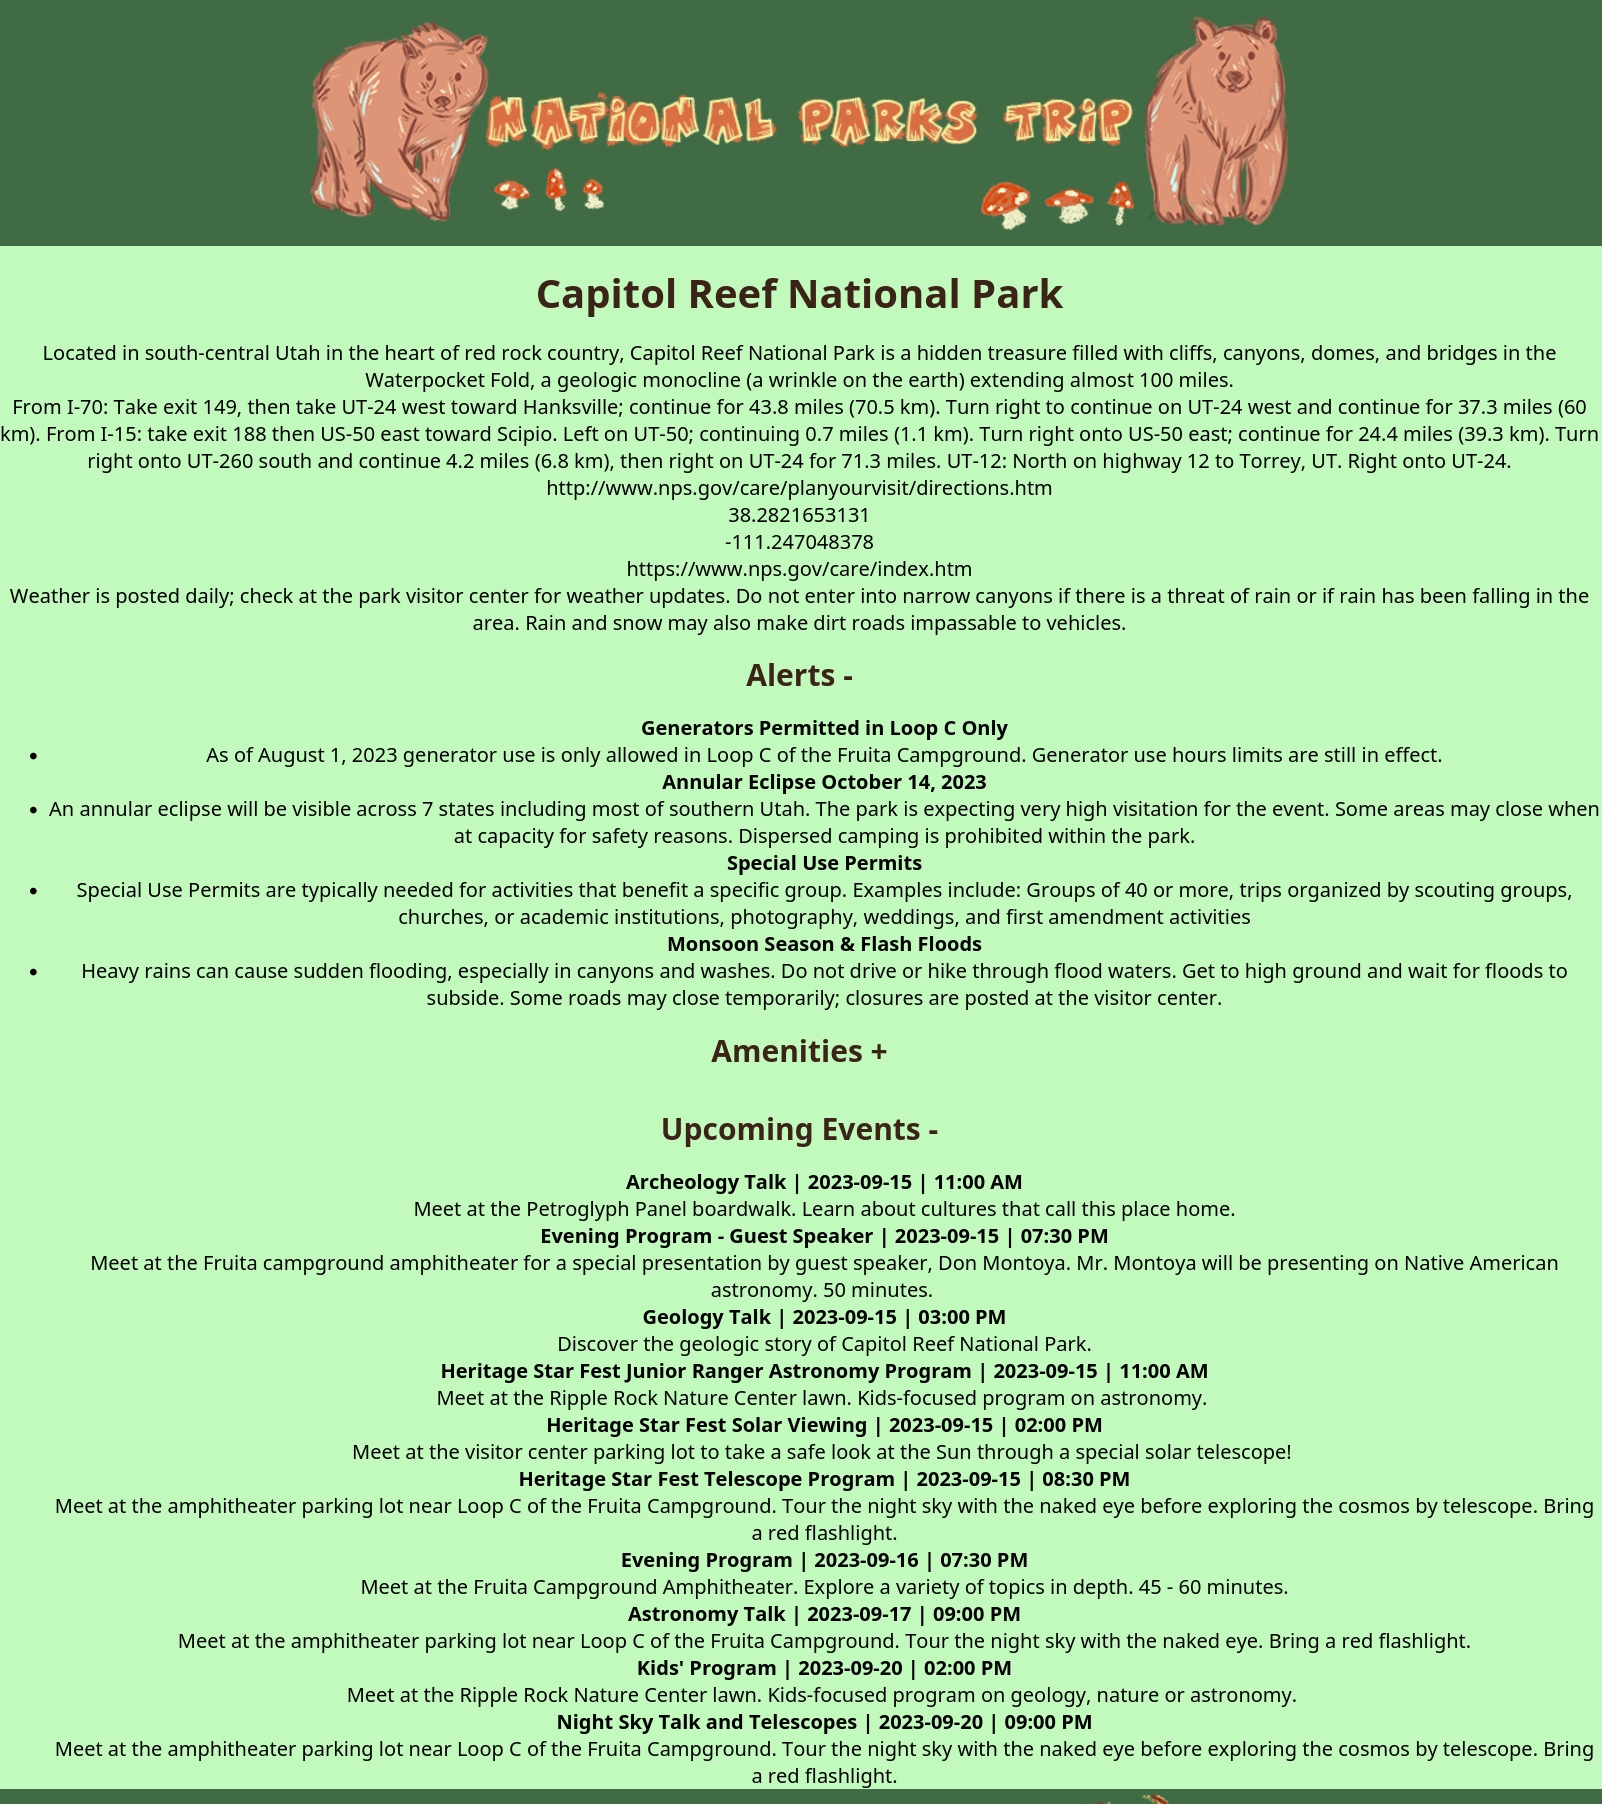 NATIONAL PARKS TRIP
Capitol Reef National Park
Located in south-central Utah in the heart of red rock country, Capitol Reef National Park is a hidden treasure filled with cliffs, canyons, domes, and bridges in the
Waterpocket Fold, a geologic monocline (a wrinkle on the earth) extending almost 100 miles.
From I-70: Take exit 149, then take UT-24 west toward Hanksville; continue for 43.8 miles (70.5 km). Turn right to continue on UT-24 west and continue for 37.3 miles (60
km). From I-15: take exit 188 then US-50 east toward Scipio. Left on UT-50; continuing 0.7 miles (1.1 km). Turn right onto US-50 east; continue for 24.4 miles (39.3 km). Turn
right onto UT-260 south and continue 4.2 miles (6.8 km), then right on UT-24 for 71.3 miles. UT-12: North on highway 12 to Torrey, UT. Right onto UT-24.
http://www.nps.gov/care/planyourvisit/directions.htm
38.2821653131
-111.247048378
https://www.nps.gov/care/index.htm
Weather is posted daily; check at the park visitor center for weather updates. Do not enter into narrow canyons if there is a threat of rain or if rain has been falling in the
area. Rain and snow may also make dirt roads impassable to vehicles.
Alerts -
Generators Permitted in Loop C Only
• As of August 1, 2023 generator use is only allowed in Loop C of the Fruita Campground. Generator use hours limits are still in effect.
Annular Eclipse October 14, 2023
• An annular eclipse will be visible across 7 states including most of southern Utah. The park is expecting very high visitation for the event. Some areas may close when
at capacity for safety reasons. Dispersed camping is prohibited within the park.
Special Use Permits
• Special Use Permits are typically needed for activities that benefit a specific group. Examples include: Groups of 40 or more, trips organized by scouting groups,
churches, or academic institutions, photography, weddings, and first amendment activities
Monsoon Season & Flash Floods
• Heavy rains can cause sudden flooding, especially in canyons and washes. Do not drive or hike through flood waters. Get to high ground and wait for floods to
subside. Some roads may close temporarily; closures are posted at the visitor center.
Amenities +
Upcoming Events -
Archeology Talk | 2023-09-15 | 11:00 AM
Meet at the Petroglyph Panel boardwalk. Learn about cultures that call this place home.
Evening Program - Guest Speaker | 2023-09-15 | 07:30 PM
Meet at the Fruita campground amphitheater for a special presentation by guest speaker, Don Montoya. Mr. Montoya will be presenting on Native American
astronomy. 50 minutes.
Geology Talk | 2023-09-15 | 03:00 PM
Discover the geologic story of Capitol Reef National Park.
Heritage Star Fest Junior Ranger Astronomy Program | 2023-09-15 | 11:00 AM
Meet at the Ripple Rock Nature Center lawn. Kids-focused program on astronomy.
Heritage Star Fest Solar Viewing | 2023-09-15 | 02:00 PM
Meet at the visitor center parking lot to take a safe look at the Sun through a special solar telescope!
Heritage Star Fest Telescope Program | 2023-09-15 | 08:30 PM
Meet at the amphitheater parking lot near Loop C of the Fruita Campground. Tour the night sky with the naked eye before exploring the cosmos by telescope. Bring
a red flashlight.
Evening Program | 2023-09-16 | 07:30 PM
Meet at the Fruita Campground Amphitheater. Explore a variety of topics in depth. 45 - 60 minutes.
Astronomy Talk | 2023-09-17 | 09:00 PM
Meet at the amphitheater parking lot near Loop C of the Fruita Campground. Tour the night sky with the naked eye. Bring a red flashlight.
Kids' Program | 2023-09-20 | 02:00 PM
Meet at the Ripple Rock Nature Center lawn. Kids-focused program on geology, nature or astronomy.
Night Sky Talk and Telescopes | 2023-09-20 | 09:00 PM
Meet at the amphitheater parking lot near Loop C of the Fruita Campground. Tour the night sky with the naked eye before exploring the cosmos by telescope. Bring
a red flashlight.